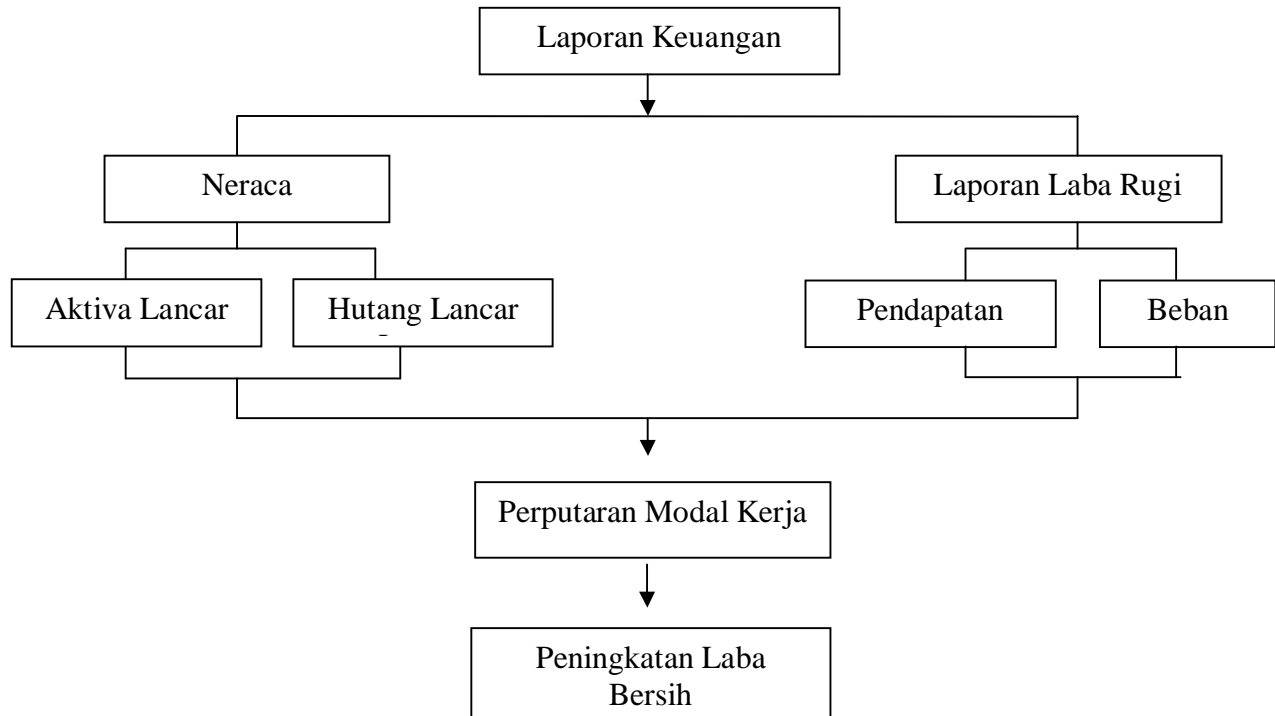 Laporan Keuangan
Neraca
Laporan Laba Rugi
Aktiva Lancar
Hutang Lancar
Pendapatan
Beban
Perputaran Modal Kerja
Peningkatan Laba
Bersih